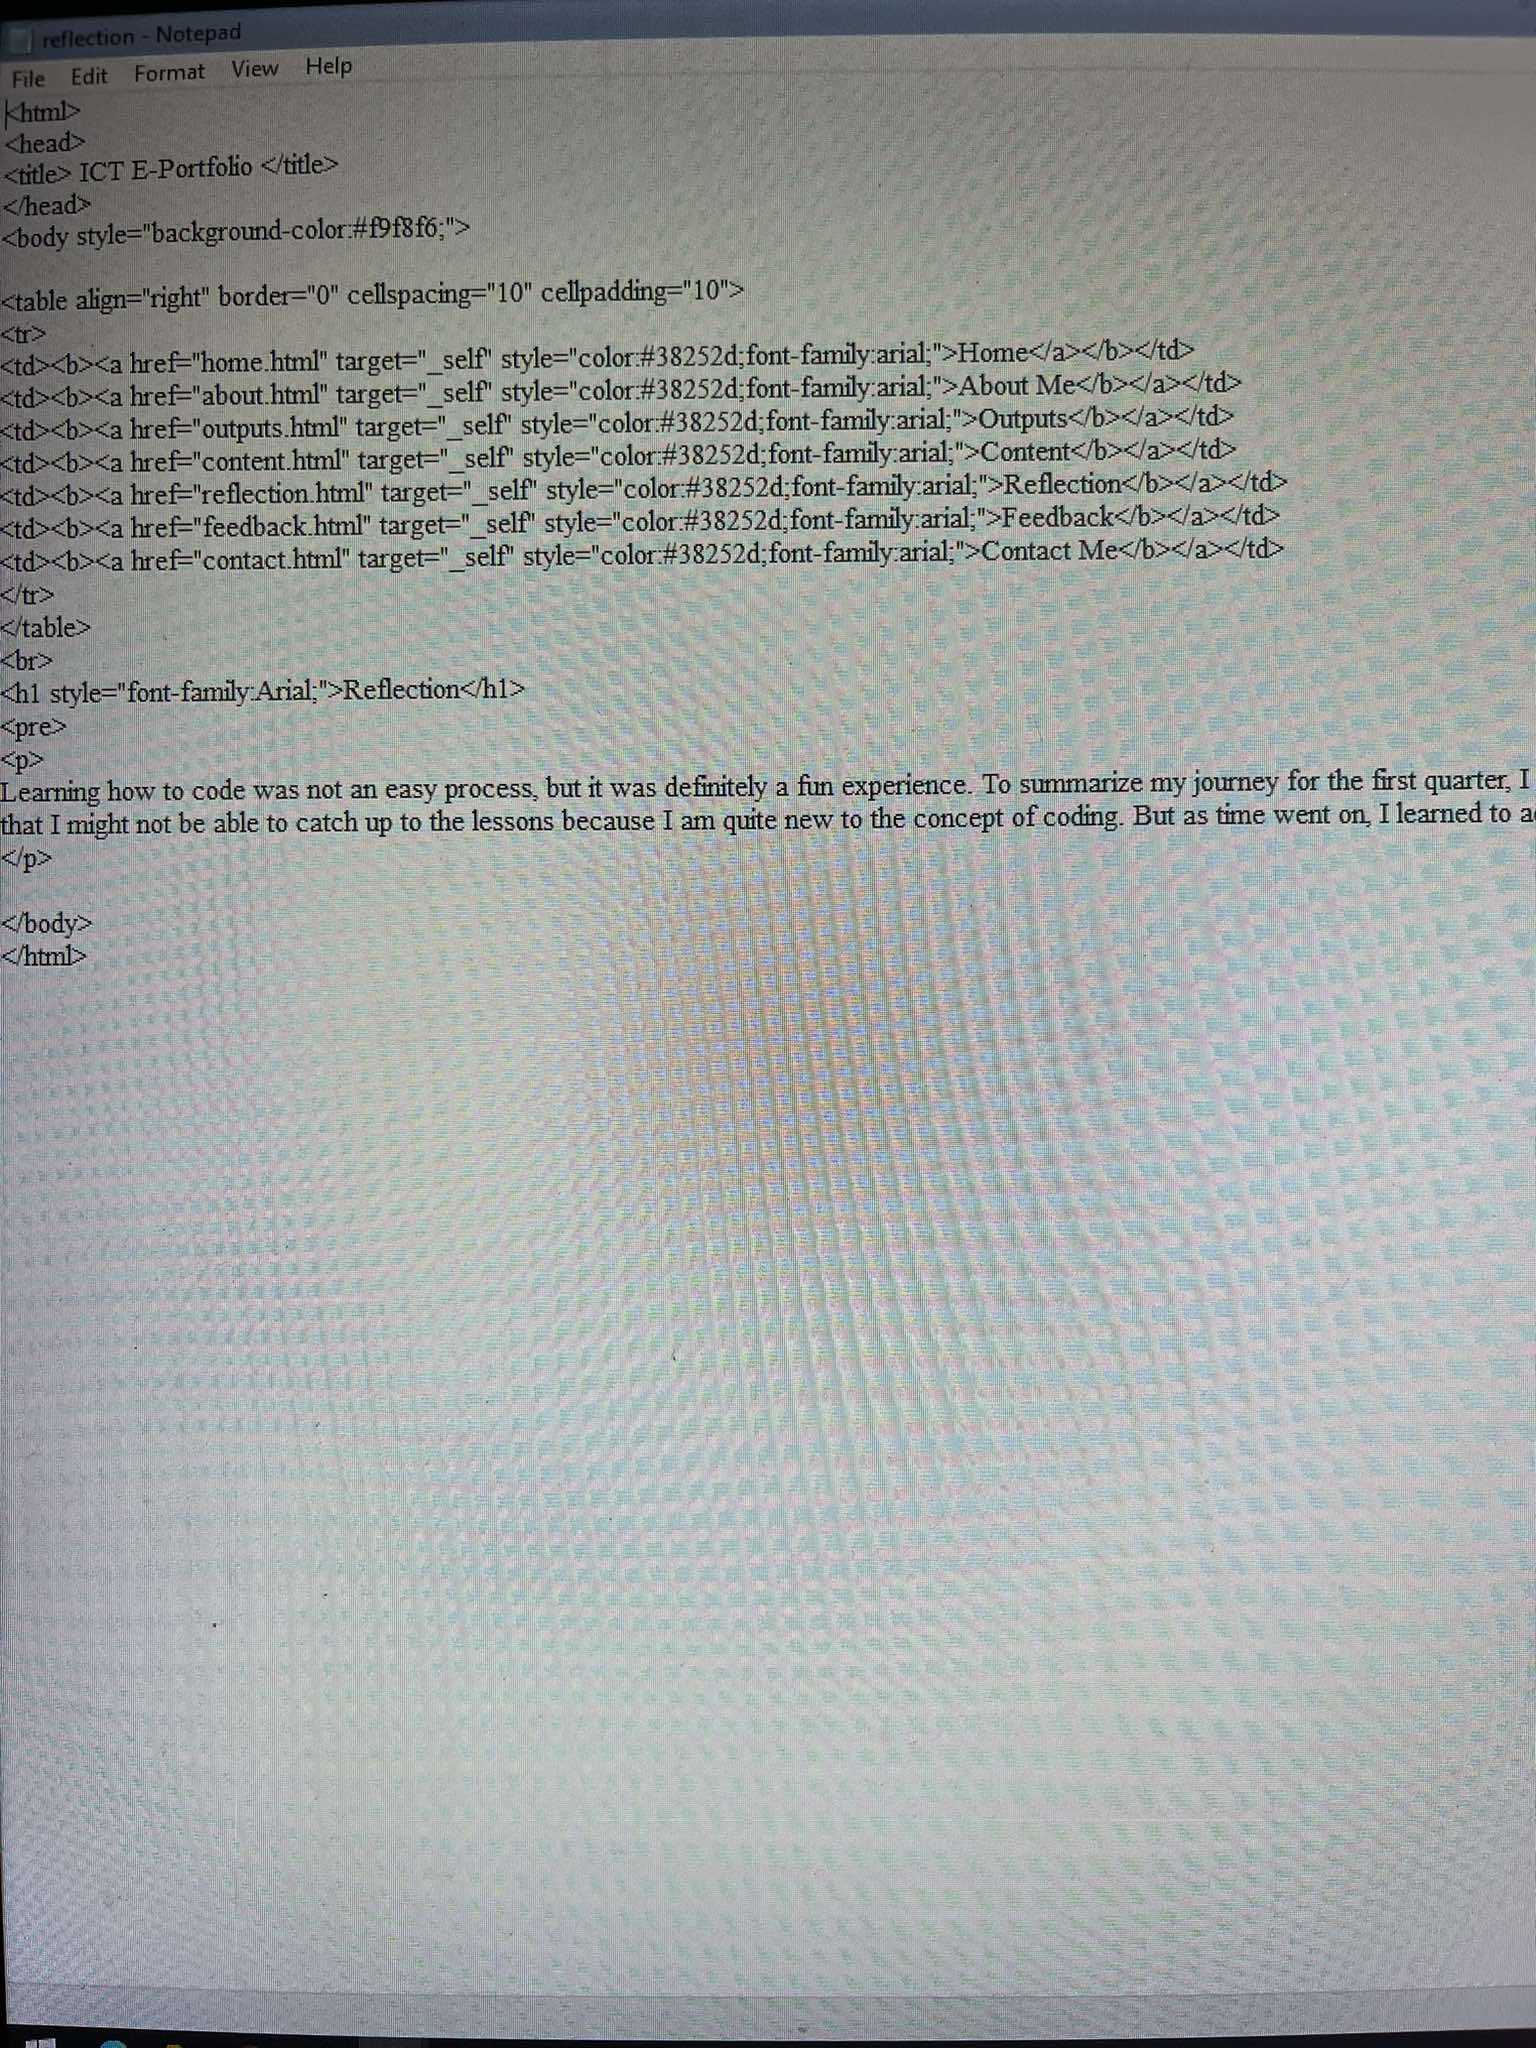 reflection - Notepad
File Edit Format View Help
<html>
<head>
<title> ICT E-Portfolio </title>
</head>
<body style="background-color:#f9f8f6;">
<table align="right" border="0" cellspacing="10" cellpadding="10">
<tr>
<td><b><a href="home.html" target="_self" style="color:#38252d;font-family:arial;">Home</a></b></td>
<td><b><a href="about.html" target="_self" style="color:#38252d;font-family:arial;">About Me</b></a></td>
<td><b><a href="outputs.html" target="_self" style="color:#38252d;font-family:arial;">Outputs</b></a></td>
<td><b><a href="content.html" target="_self" style="color:#38252d;font-family:arial;">Content</b></a></td>
<td><b><a href="reflection.html" target="_self" style="color:#38252d;font-family:arial;">Reflection</b></a></td>
<td><b><a href="feedback.html" target="_self" style="color:#38252d;font-family:arial;">Feedback</b></a></td>
<td><b><a href="contact.html" target="_self" style="color:#38252d;font-family:arial;">Contact Me</b></a></td>
</tr>
</table>
<br>
<h1 style="font-family:Arial;">Reflection</h1>
<pre>
<p>
Learning how to code was not an easy process, but it was definitely a fun experience. To summarize my journey for the first quarter, I
that I might not be able to catch up to the lessons because I am quite new to the concept of coding. But as time went on, I learned to
</p>
</body>
</html>